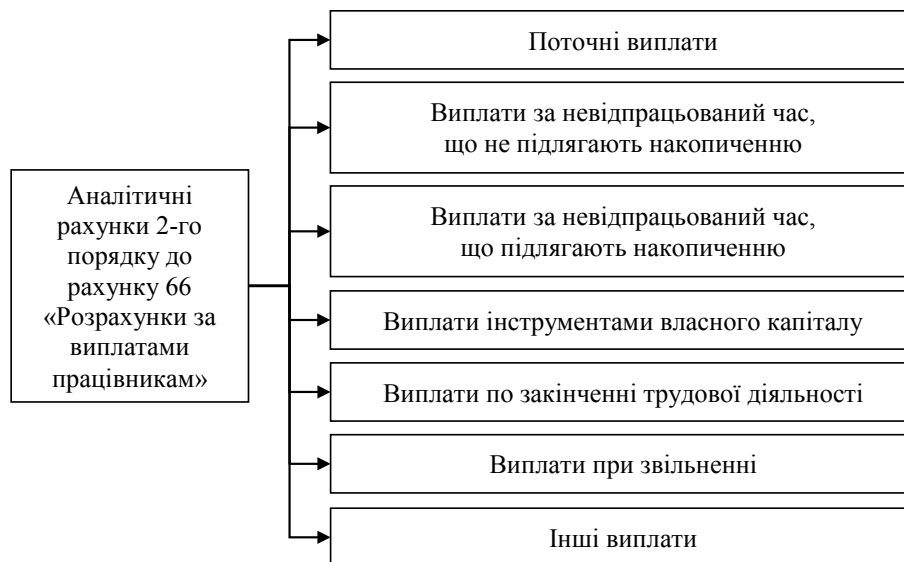 Аналітичні
рахунки 2-го
порядку до
рахунку 66
«Розрахунки за
виплатами
працівникам»
Поточні виплати
Виплати за невідпрацьований час,
що не підлягають накопиченню
Виплати за невідпрацьований час,
що підлягають накопиченню
Виплати інструментами власного капіталу
Виплати по закінченні трудової діяльності
Виплати при звільненні
Інші виплати